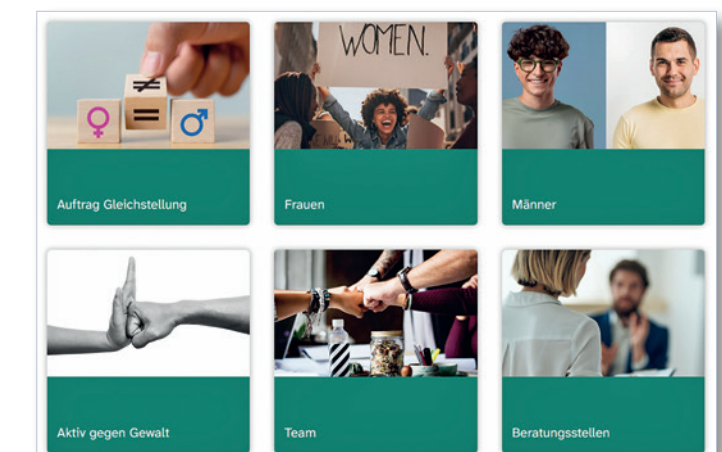 WOMEN.
Auftrag Gleichstellung
Frauen
Männer
Aktiv gegen Gewalt
Team
Beratungsstellen